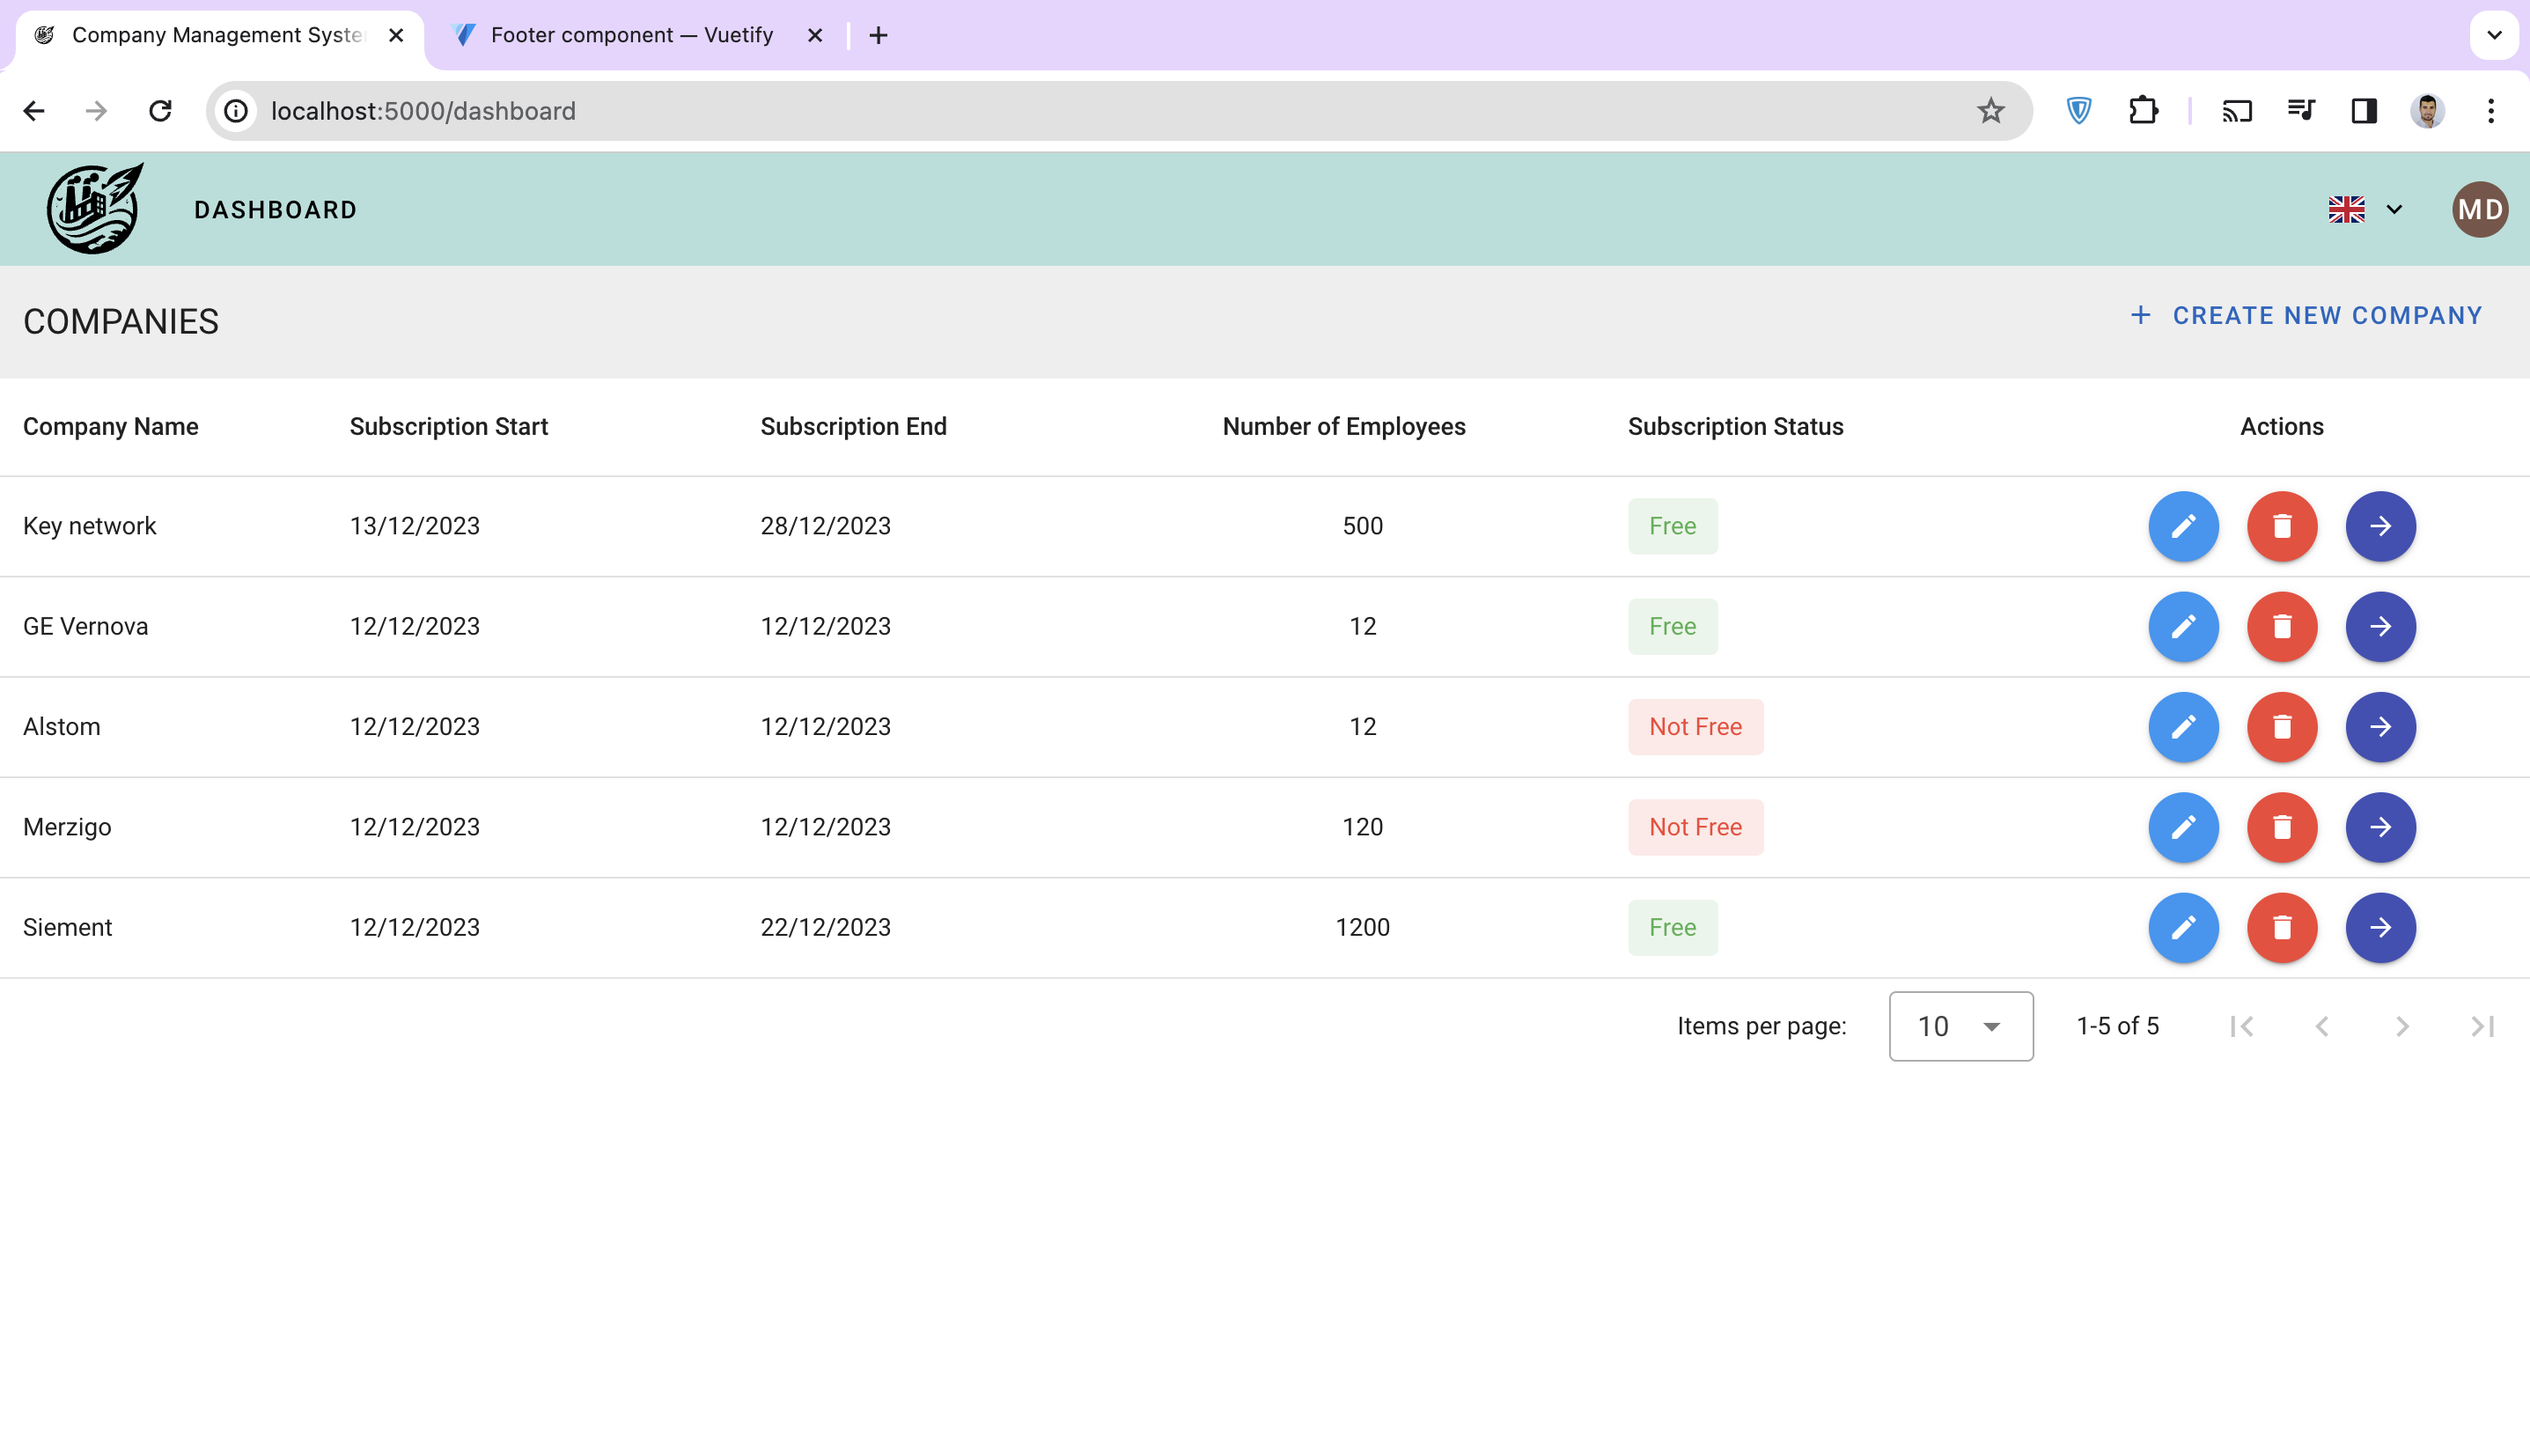 Company Management Syste
Footer component — Vuetify
localhost:5000/dashboard
DASHBOARD
MD
COMPANIES
+ CREATE NEW COMPANY
Company Name Subscription Start Subscription End Number of Employees Subscription Status Actions
Key network 13/12/2023 28/12/2023 500 Free
GE Vernova 12/12/2023 12/12/2023 12 Free
Alstom 12/12/2023 12/12/2023 12 Not Free
Merzigo 12/12/2023 12/12/2023 120 Not Free
Siement 12/12/2023 22/12/2023 1200 Free
Items per page: 10 1-5 of 5